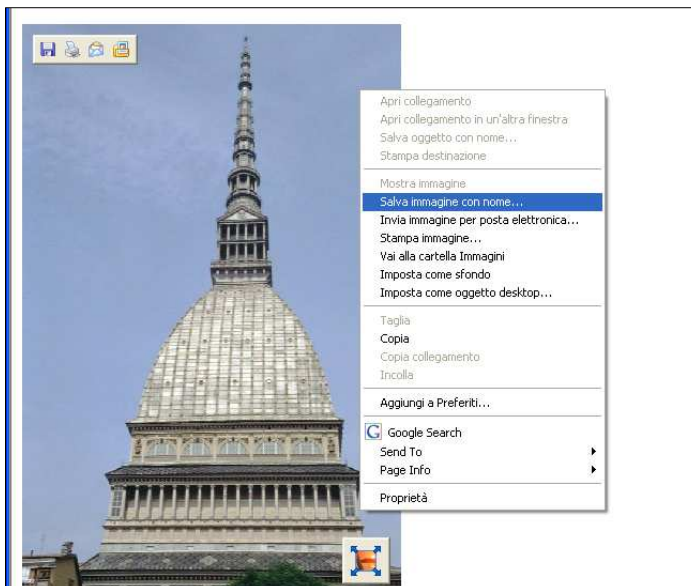 Apri collegamento
Apri collegamento in un'altra finestra
Salva oggetto con nome...
Stampa destinazione
Mostra immagine
Salva immagine con nome...
Invia immagine per posta elettronica...
Stampa immagine...
Vai alla cartella Immagini
Imposta come sfondo
Imposta come oggetto desktop...
Taglia
Copia
Copia collegamento
Incolla
Aggiungi a Preferiti...
G Google Search
Send To
Page Info
Proprietà